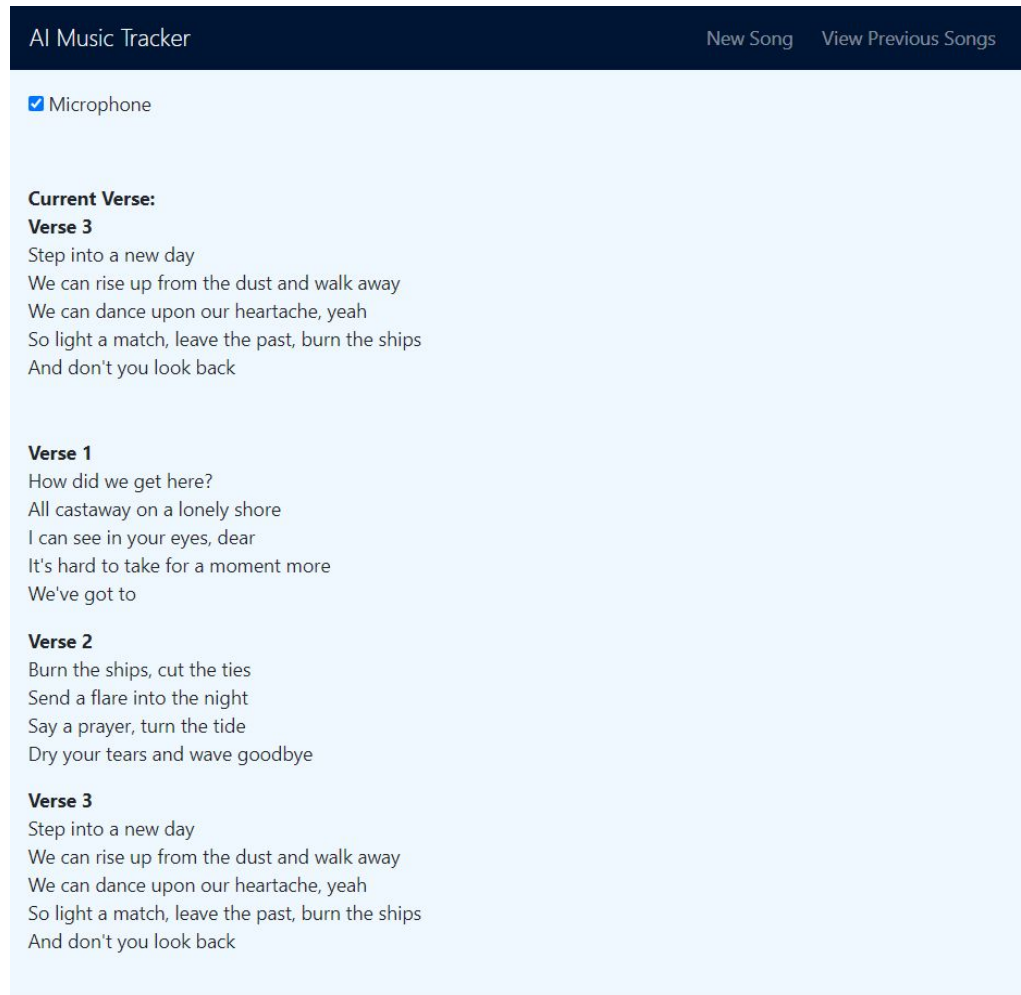 AI Music Tracker
New Song
View Previous Songs
Microphone
Current Verse:
Verse 3
Step into a new day
We can rise up from the dust and walk away
We can dance upon our heartache, yeah
So light a match, leave the past, burn the ships
And don't you look back
Verse 1
How did we get here?
All castaway on a lonely shore
I can see in your eyes, dear
It's hard to take for a moment more
We've got to
Verse 2
Burn the ships, cut the ties
Send a flare into the night
Say a prayer, turn the tide
Dry your tears and wave goodbye
Verse 3
Step into a new day
We can rise up from the dust and walk away
We can dance upon our heartache, yeah
So light a match, leave the past, burn the ships
And don't you look back